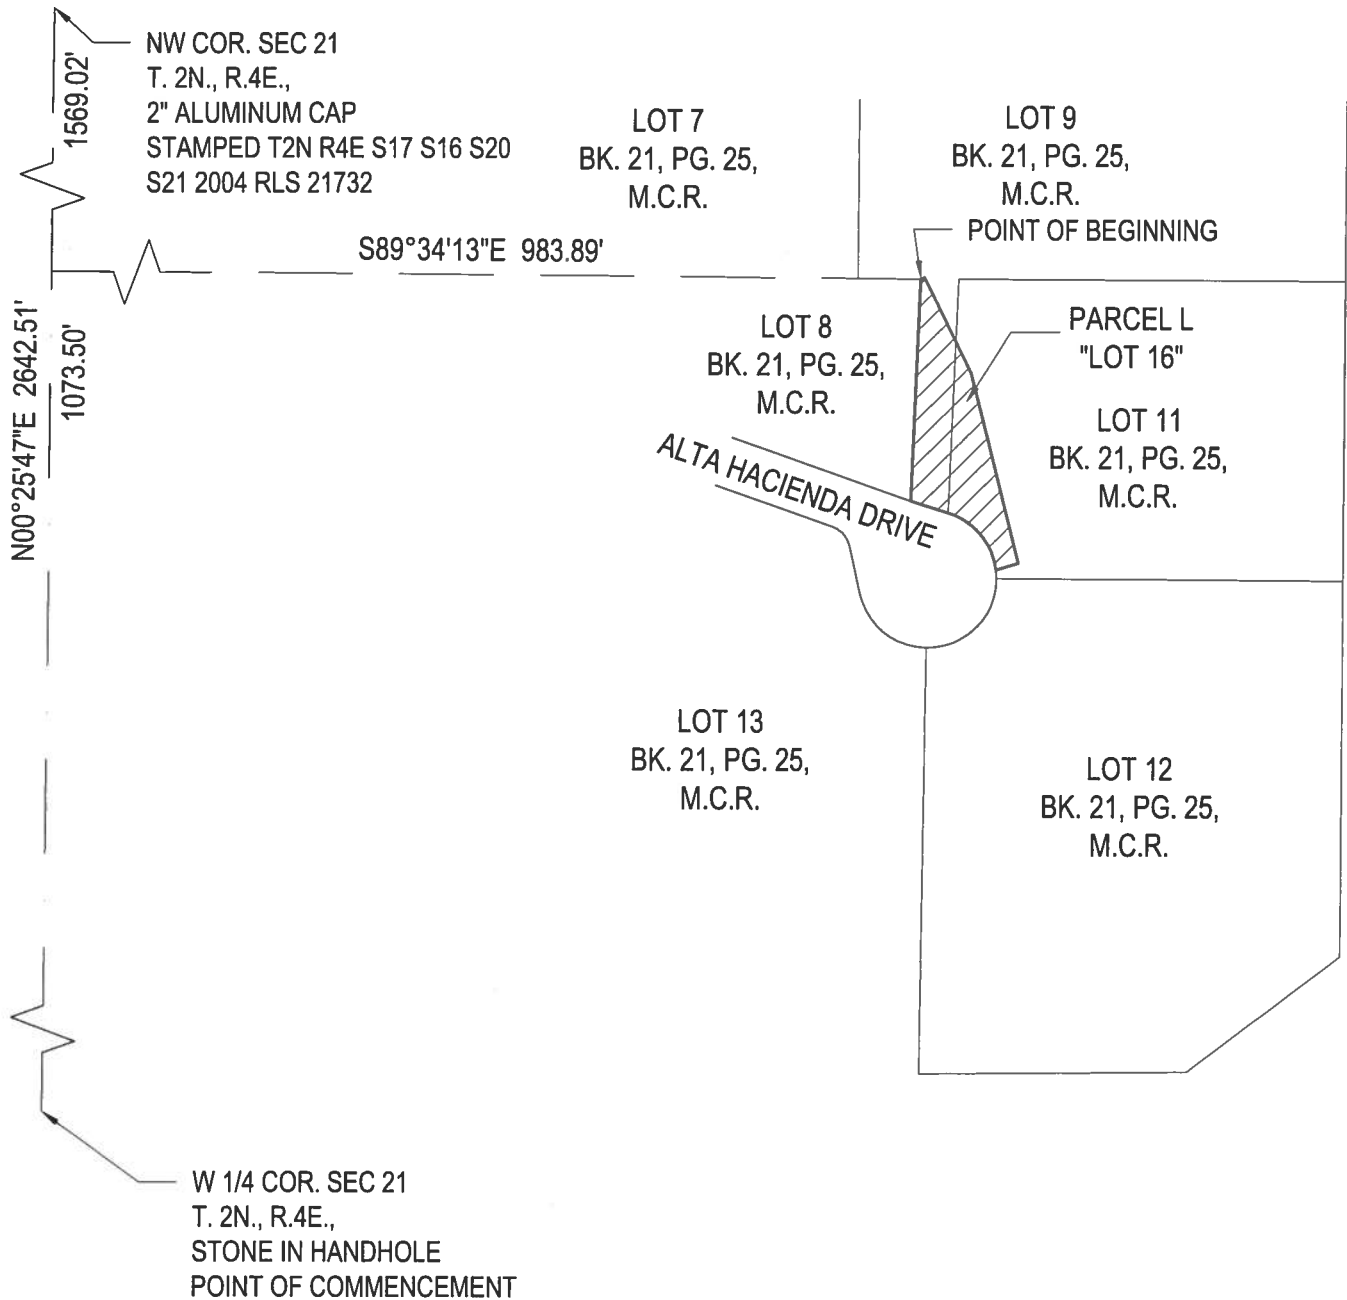 NW COR. SEC 21
T. 2N., R.4E.,
2" ALUMINUM CAP
STAMPED T2N R4E S17 S16 S20
S21 2004 RLS 21732
1569.02'
LOT 7
BK. 21, PG. 25,
M.C.R.
LOT 9
BK. 21, PG. 25,
M.C.R.
POINT OF BEGINNING
S89°34'13"E 983.89'
N00°25'47"E 2642.51'
1073.50'
LOT 8
BK. 21, PG. 25,
M.C.R.
PARCEL L
"LOT 16"
LOT 11
BK. 21, PG. 25,
M.C.R.
ALTA HACIENDA DRIVE
LOT 13
BK. 21, PG. 25,
M.C.R.
LOT 12
BK. 21, PG. 25,
M.C.R.
W 1/4 COR. SEC 21
T. 2N., R.4E.,
STONE IN HANDHOLE
POINT OF COMMENCEMENT